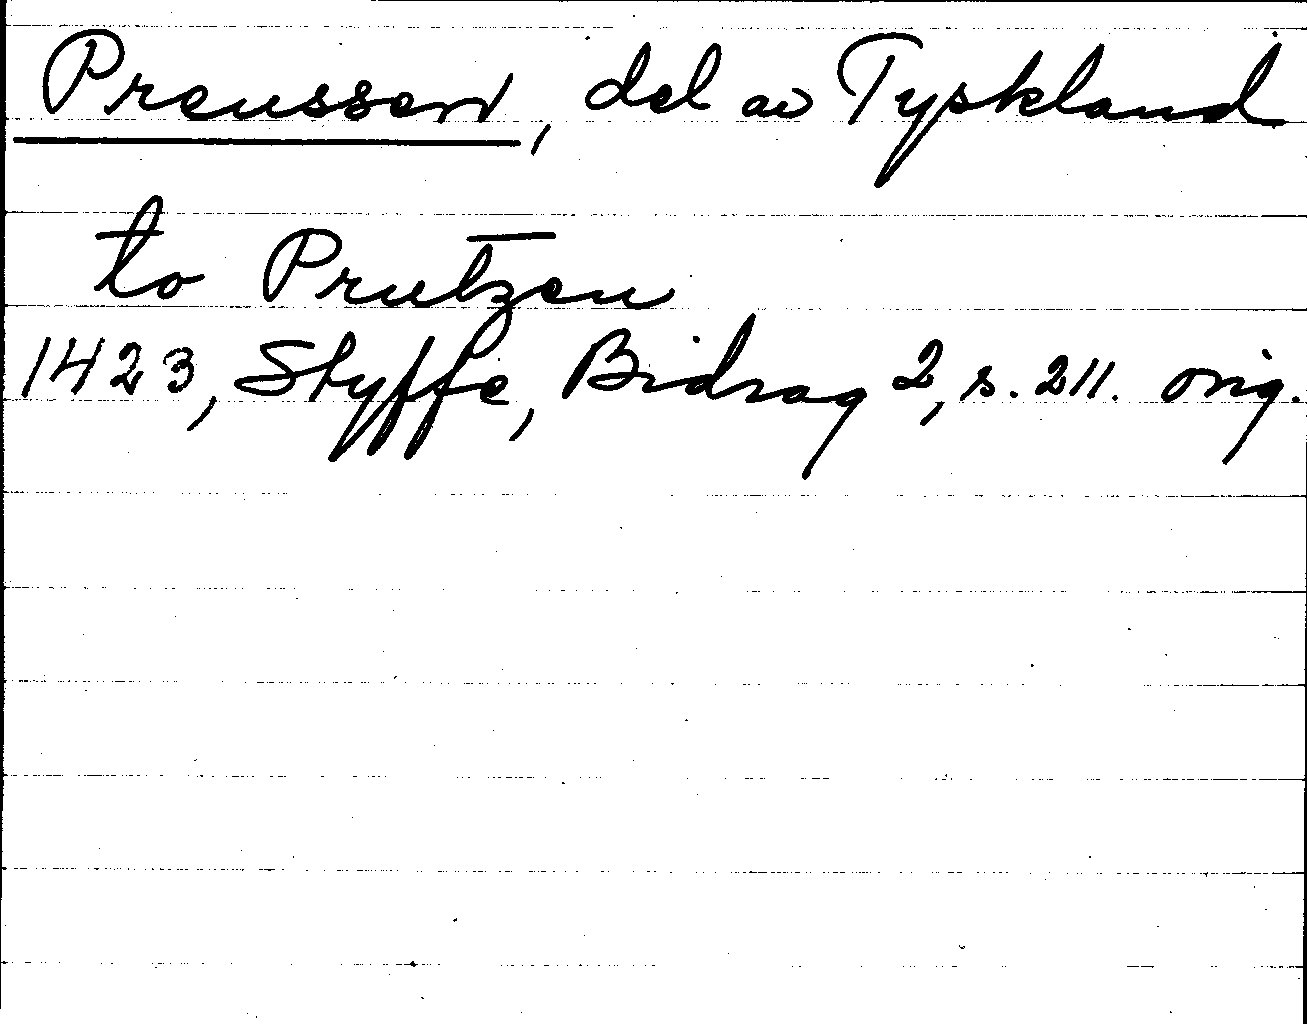 Preussen, del av Tyskland
to Prutzen
1423, Styffe, Bidrag 2, s. 211. orig.